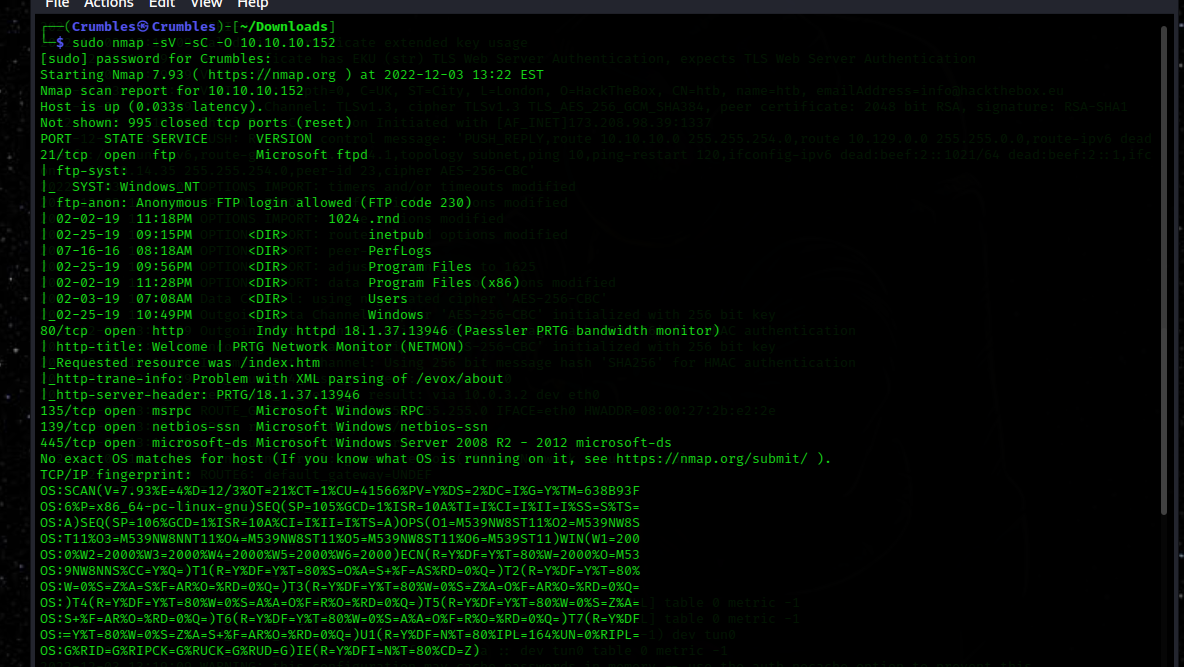 File Actions Edit View Help
┌──(Crumbles㉿Crumbles)-[~/Downloads]
└─$ sudo nmap -sV -sC -O 10.10.10.152
[sudo] password for Crumbles:
Starting Nmap 7.93 ( https://nmap.org ) at 2022-12-03 13:22 EST
Nmap scan report for 10.10.10.152
Host is up (0.033s latency).
Not shown: 995 closed tcp ports (reset)
PORT    STATE SERVICE      VERSION
21/tcp  open  ftp          Microsoft ftpd
| ftp-syst:
|_  SYST: Windows_NT
| ftp-anon: Anonymous FTP login allowed (FTP code 230)
| 02-02-19  11:18PM                 1024 .rnd
| 02-25-19  09:15PM       <DIR>          inetpub
| 07-16-16  08:18AM       <DIR>          PerfLogs
| 02-25-19  09:56PM       <DIR>          Program Files
| 02-02-19  11:28PM       <DIR>          Program Files (x86)
| 02-03-19  07:08AM       <DIR>          Users
|_02-25-19  10:49PM       <DIR>          Windows
80/tcp  open  http         Indy httpd 18.1.37.13946 (Paessler PRTG bandwidth monitor)
| http-title: Welcome | PRTG Network Monitor (NETMON)
|_Requested resource was /index.htm
|_http-trane-info: Problem with XML parsing of /evox/about
|_http-server-header: PRTG/18.1.37.13946
135/tcp open  msrpc        Microsoft Windows RPC
139/tcp open  netbios-ssn  Microsoft Windows netbios-ssn
445/tcp open  microsoft-ds Microsoft Windows Server 2008 R2 - 2012 microsoft-ds
No exact OS matches for host (If you know what OS is running on it, see https://nmap.org/submit/ ).
TCP/IP fingerprint:
OS:SCAN(V=7.93%E=4%D=12/3%OT=21%CT=1%CU=41566%PV=Y%DS=2%DC=I%G=Y%TM=638B93F
OS:6%P=x86_64-pc-linux-gnu)SEQ(SP=105%GCD=1%ISR=10A%TI=I%CI=I%II=I%SS=S%TS=
OS:A)SEQ(SP=106%GCD=1%ISR=10A%CI=I%II=I%TS=A)OPS(O1=M539NW8ST11%O2=M539NW8S
OS:T11%O3=M539NW8NNT11%O4=M539NW8ST11%O5=M539NW8ST11%O6=M539ST11)WIN(W1=200
OS:0%W2=2000%W3=2000%W4=2000%W5=2000%W6=2000)ECN(R=Y%DF=Y%T=80%W=2000%O=M53
OS:9NW8NNS%CC=Y%Q=)T1(R=Y%DF=Y%T=80%S=O%A=S+%F=AS%RD=0%Q=)T2(R=Y%DF=Y%T=80%
OS:W=0%S=Z%A=S%F=AR%O=%RD=0%Q=)T3(R=Y%DF=Y%T=80%W=0%S=Z%A=O%F=AR%O=%RD=0%Q=
OS:)T4(R=Y%DF=Y%T=80%W=0%S=A%A=O%F=R%O=%RD=0%Q=)T5(R=Y%DF=Y%T=80%W=0%S=Z%A=
OS:S+%F=AR%O=%RD=0%Q=)T6(R=Y%DF=Y%T=80%W=0%S=A%A=O%F=R%O=%RD=0%Q=)T7(R=Y%DF
OS:=Y%T=80%W=0%S=Z%A=S+%F=AR%O=%RD=0%Q=)U1(R=Y%DF=N%T=80%IPL=164%UN=0%RIPL=
OS:G%RID=G%RIPCK=G%RUCK=G%RUD=G)IE(R=Y%DFI=N%T=80%CD=Z)